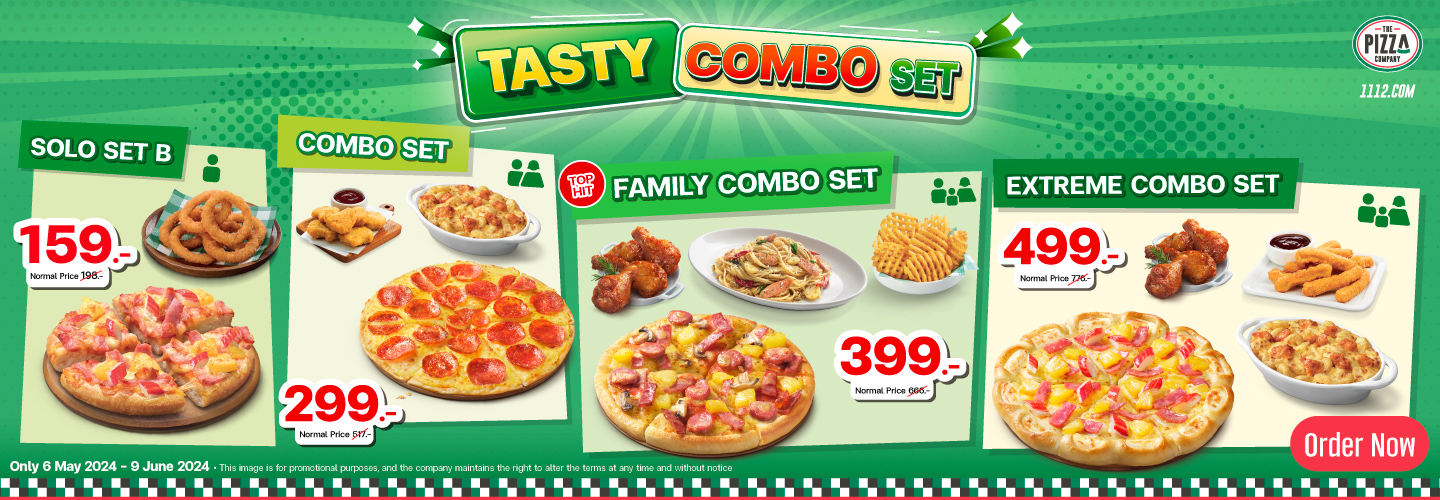 TASTY COMBO SET
THE
PIZZA
COMPANY
1112.COM
SOLO SET B
159.-
Normal Price 198.-
COMBO SET
299.-
Normal Price 517.-
TOP
HIT
FAMILY COMBO SET
399.-
Normal Price 666.-
EXTREME COMBO SET
499.-
Normal Price 776.-
Order Now
Only 6 May 2024 - 9 June 2024 • This image is for promotional purposes, and the company maintains the right to alter the terms at any time and without notice